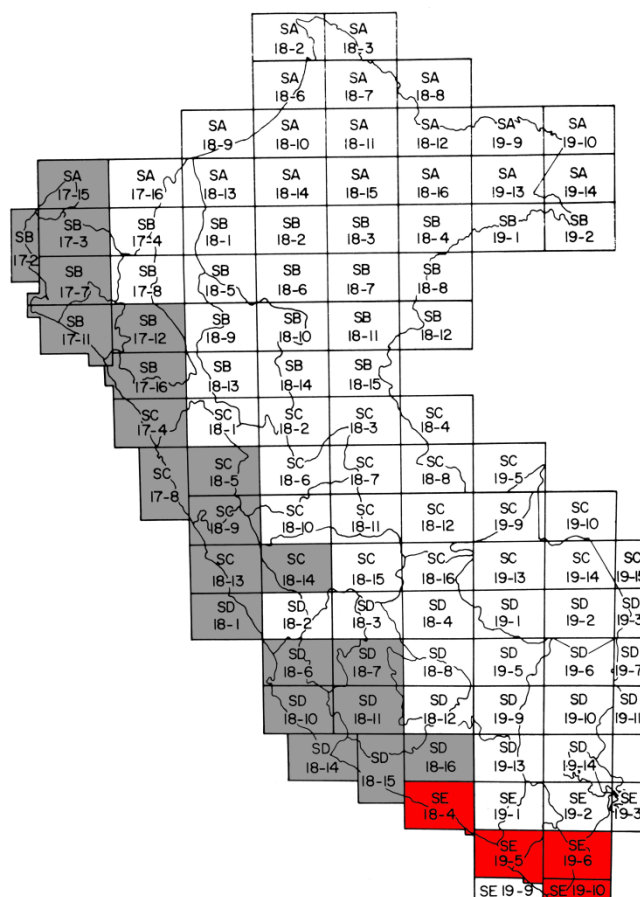 SA SA
18-2 18-3
SA SA SA
18-6 18-7 18-8
SA SA SA SA SA SA
18-9 18-10 18-11 18-12 19-9 19-10
SA SA SA SA SA SA SA SA
17-15 17-16 18-13 18-14 18-15 18-16 19-13 19-14
SB SB SB SB SB SB SB SB SB
17-2 17-3 17-4 18-1 18-2 18-3 18-4 19-1 19-2
SB SB SB SB SB SB
17-7 17-8 18-5 18-6 18-7 18-8
SB SB SB SB SB SB
17-11 17-12 18-9 18-10 18-11 18-12
SB SB SB SB
17-16 18-13 18-14 18-15
SC SC SC SC SC
17-4 18-1 18-2 18-3 18-4
SC SC SC SC SC SC
17-8 18-5 18-6 18-7 18-8 19-5
SC SC SC SC SC SC
18-9 18-10 18-11 18-12 19-9 19-10
SC SC SC SC SC SC SC
18-13 18-14 18-15 18-16 19-13 19-14 19-15
SD SD SD SD SD SD SD
18-1 18-2 18-3 18-4 19-1 19-2 19-3
SD SD SD SD SD SD
18-6 18-7 18-8 19-5 19-6 19-7
SD SD SD SD SD SD
18-10 18-11 18-12 19-9 19-10 19-11
SD SD SD SD SD
18-14 18-15 18-16 19-13 19-14
SE SE SE SE
18-4 19-1 19-2 19-3
SE SE
19-5 19-6
SE 19-9 SE 19-10